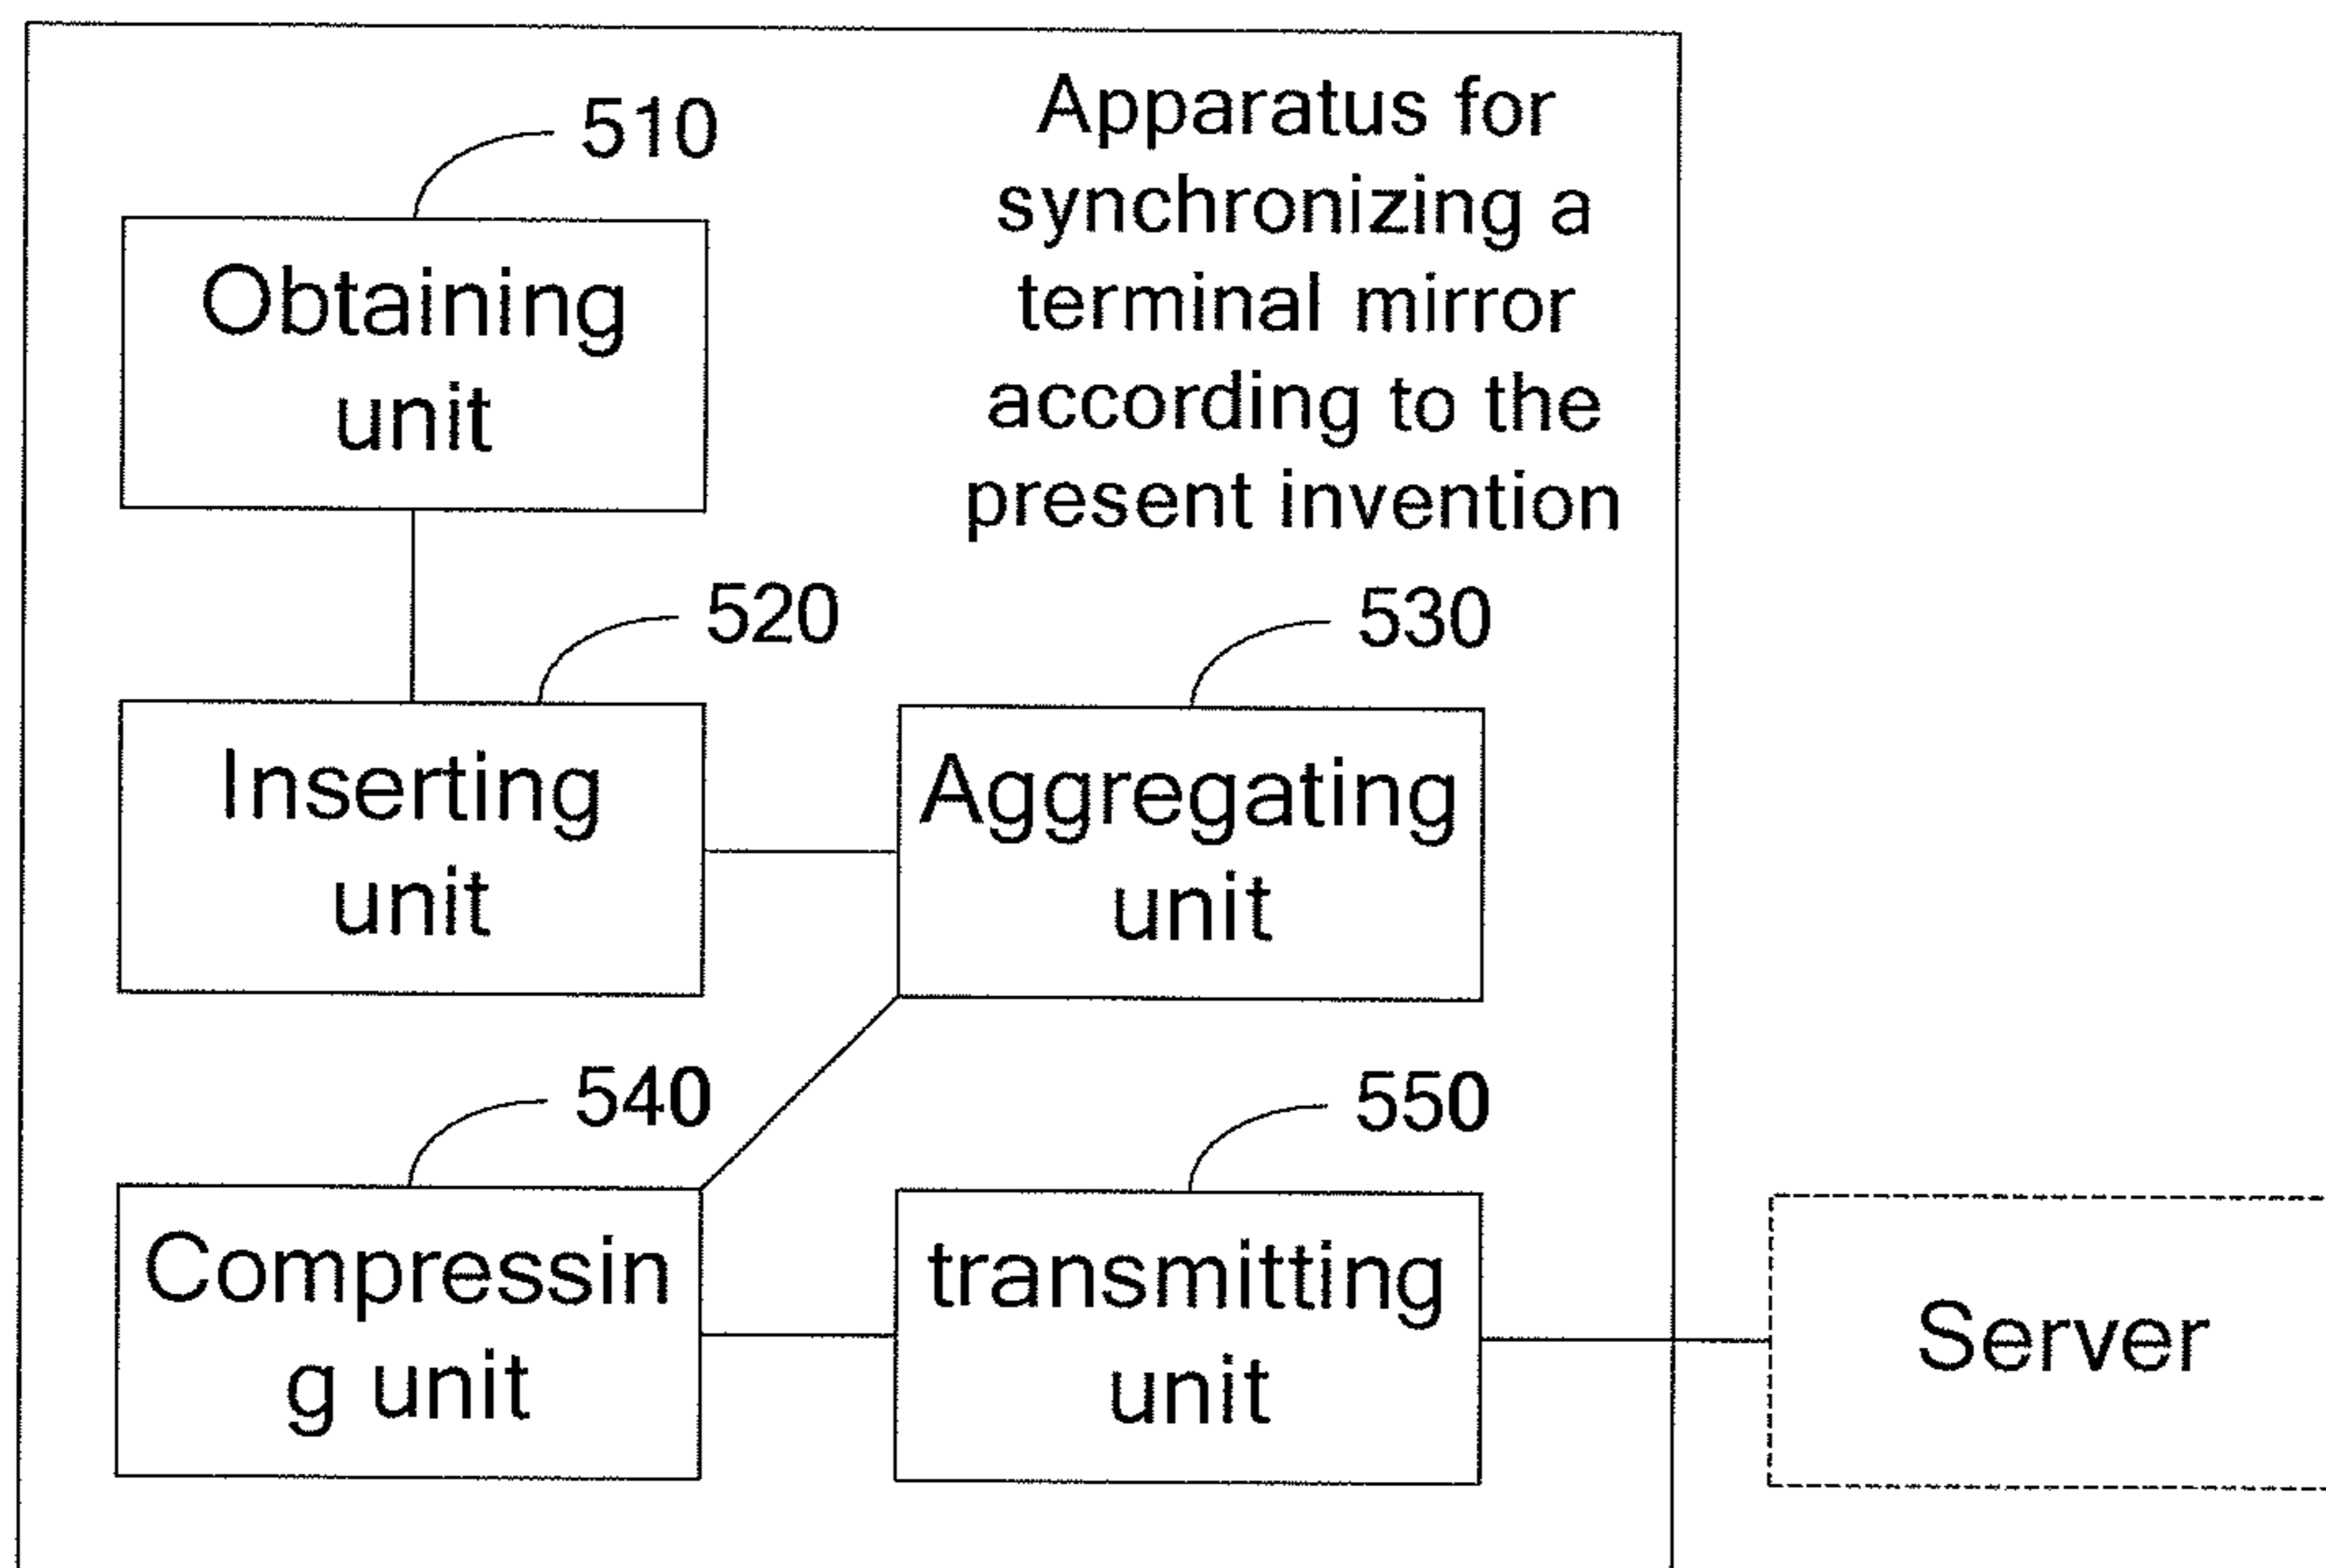 Apparatus for
synchronizing a
terminal mirror
according to the
present invention
510
Obtaining
unit
520
Inserting
unit
530
Aggregating
unit
540
Compressin
g unit
550
transmitting
unit
Server